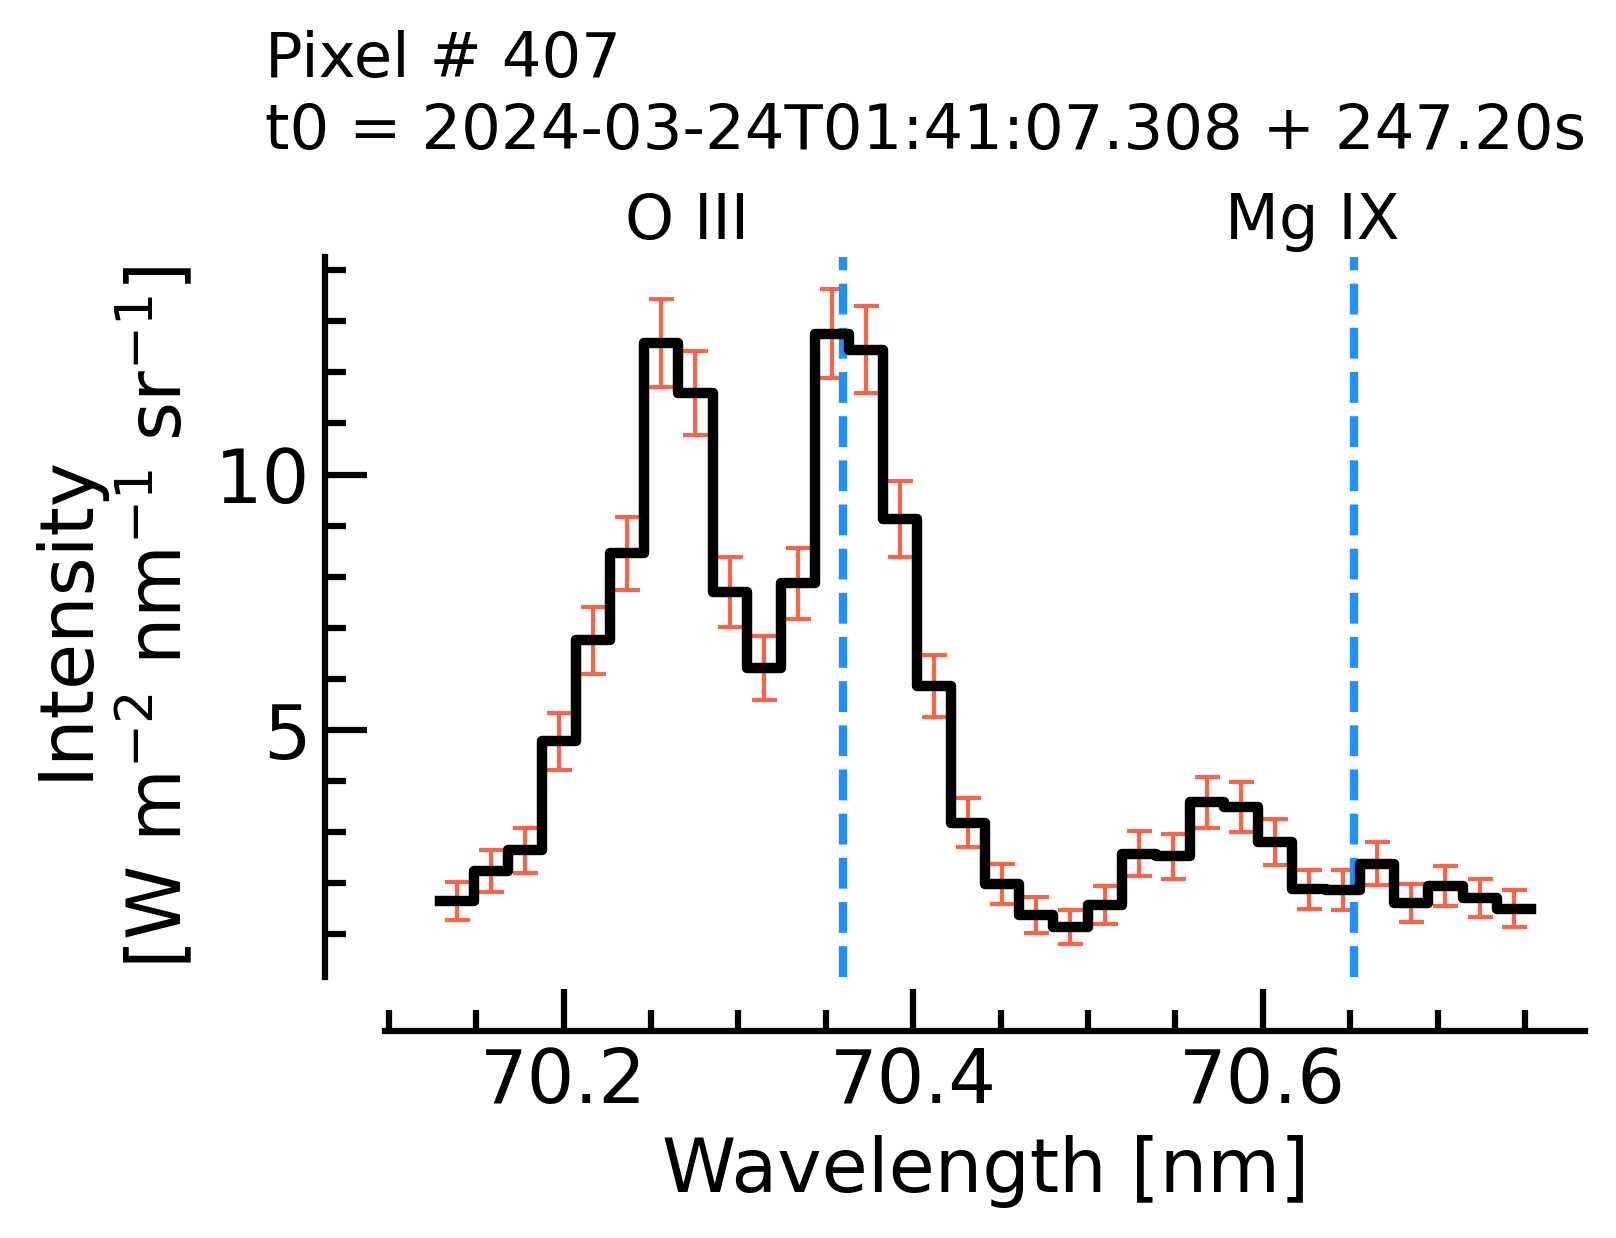 Pixel # 407
t0 = 2024-03-24T01:41:07.308 + 247.20s
O III
Mg IX
Intensity
[W m⁻² nm⁻¹ sr⁻¹]
10
5
70.2
70.4
70.6
Wavelength [nm]